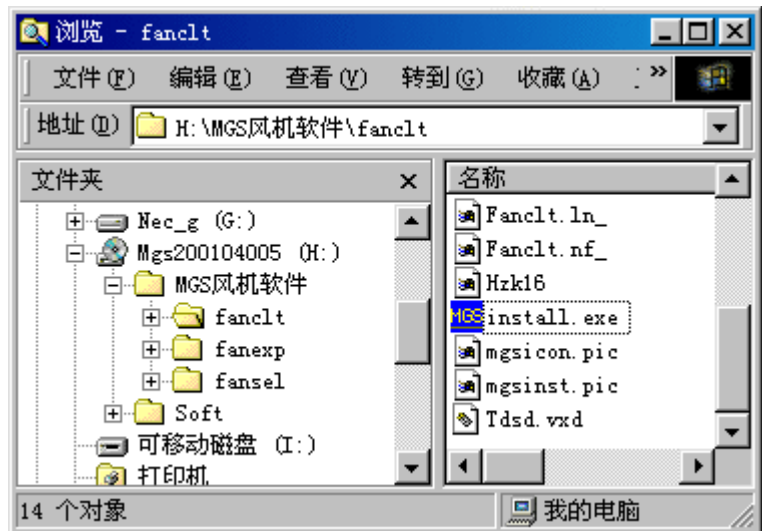 浏览 - fanclt
文件(F) 编辑(E) 查看(V) 转到(G) 收藏(A) »
地址(D) H:\MGS风机软件\fanclt
文件夹
Nec_g (G:)
Mgs200104005 (H:)
MGS风机软件
fanclt
fanexp
fansel
Soft
可移动磁盘 (I:)
打印机
名称
Fanclt.ln_
Fanclt.nf_
Hzk16
MGS install.exe
mgsicon.pic
mgsinst.pic
Tdsd.vxd
14 个对象
我的电脑